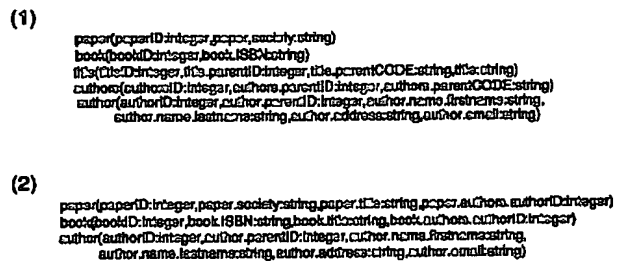 (1)
paper(paperID:integer,paper.society:string)
book(bookID:integer,book.ISBN:string)
title(titleID:integer,title.parentID:integer,title.parentCODE:string,title:string)
authors(authorsID:integer,authors.parentID:integer,authors.parentCODE:string)
author(authorID:integer,author.parentID:integer,author.name.firstname:string,
author.name.lastname:string,author.address:string,author.email:string)
(2)
paper(paperID:integer,paper.society:string,paper.title:string,paper.authors.authorID:integer)
book(bookID:integer,book.ISBN:string,book.title:string,book.authors.authorID:integer)
author(authorID:integer,author.parentID:integer,author.name.firstname:string,
author.name.lastname:string,author.address:string,author.email:string)